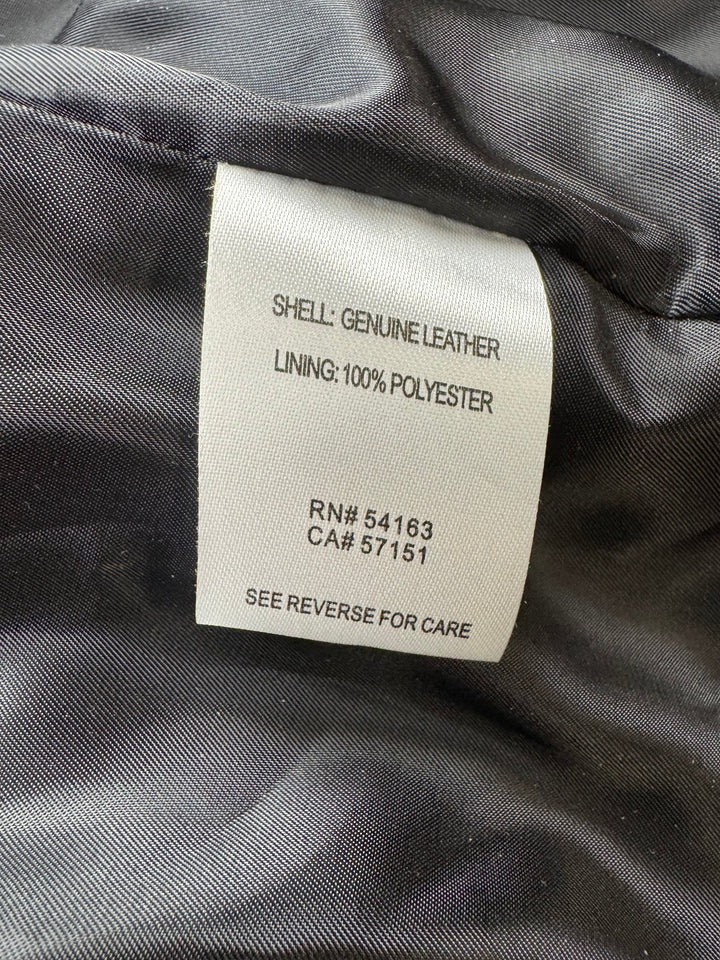 SHELL: GENUINE LEATHER
LINING: 100% POLYESTER
RN# 54163
CA# 57151
SEE REVERSE FOR CARE